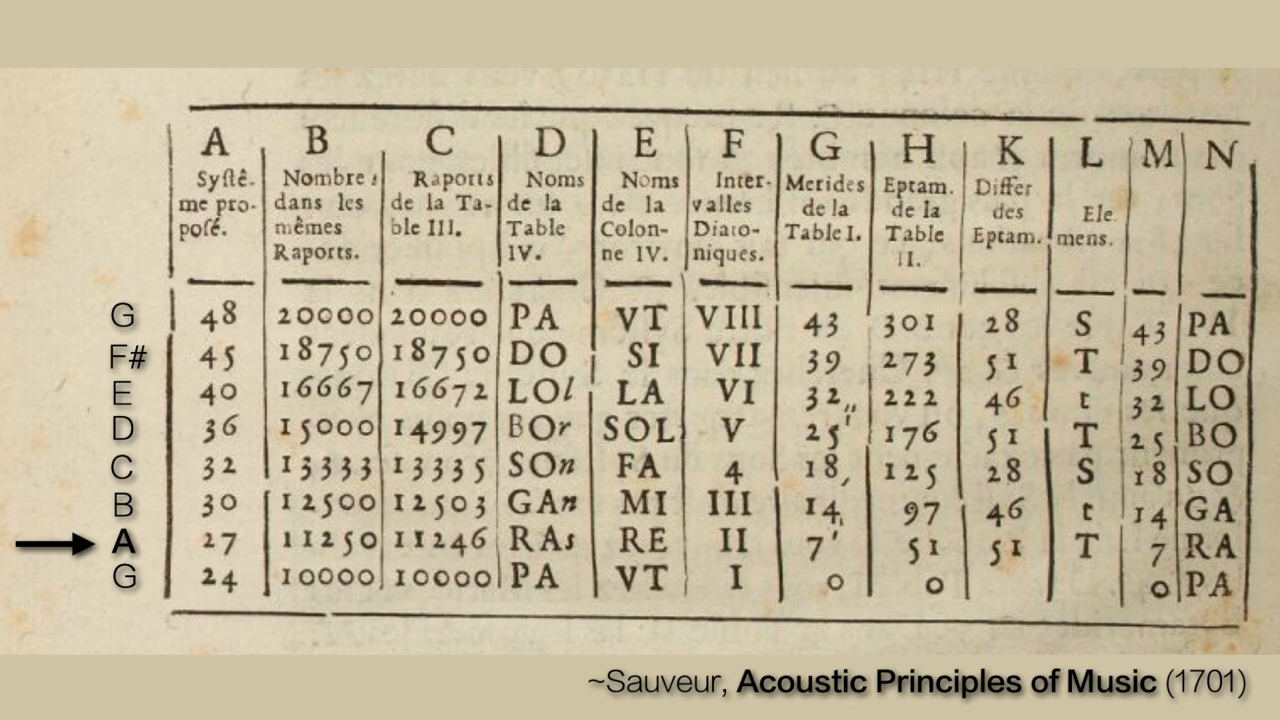 A B C D E F G H K L M N
Syſtê- Nombres Raports Noms Noms Inter- Merides Eptam. Differ
me pro- dans les de la Ta- de la de la valles de la de la des Ele
poſé. mêmes ble III. Table Colon- Diato- Table I. Table Eptam. mens.
Raports. IV. ne IV. niques. II.
G 48 20000 20000 PA VT VIII 43 301 28 S 43 PA
F# 45 18750 18750 DO SI VII 39 273 51 T 39 DO
E 40 16667 16672 LOl LA VI 32,, 222 46 t 32 LO
D 36 15000 14997 BOr SOL V 25' 176 51 T 25 BO
C 32 13333 13335 SOn FA 4 18, 125 28 S 18 SO
B 30 12500 12503 GAn MI III 14, 97 46 t 14 GA
A 27 11250 11246 RAs RE II 7' 51 51 T 7 RA
G 24 10000 10000 PA VT I 0 0 0 PA
~Sauveur, Acoustic Principles of Music (1701)